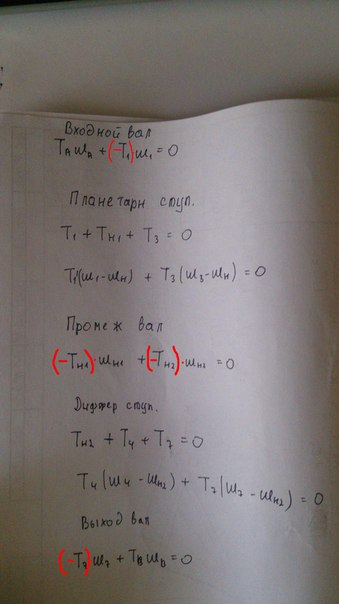 Входной вал
T_A ω_A + (-T_1) ω_1 = 0
Планетарн ступ.
T_1 + T_H1 + T_3 = 0
T_1(ω_1 - ω_H) + T_3(ω_3 - ω_H) = 0
Промеж вал
(-T_H1)·ω_H1 + (-T_H2)·ω_H2 = 0
Диффер ступ.
T_H2 + T_4 + T_7 = 0
T_4(ω_4 - ω_H2) + T_7(ω_7 - ω_H2) = 0
Выход вал
(-T_7) ω_7 + T_B ω_B = 0